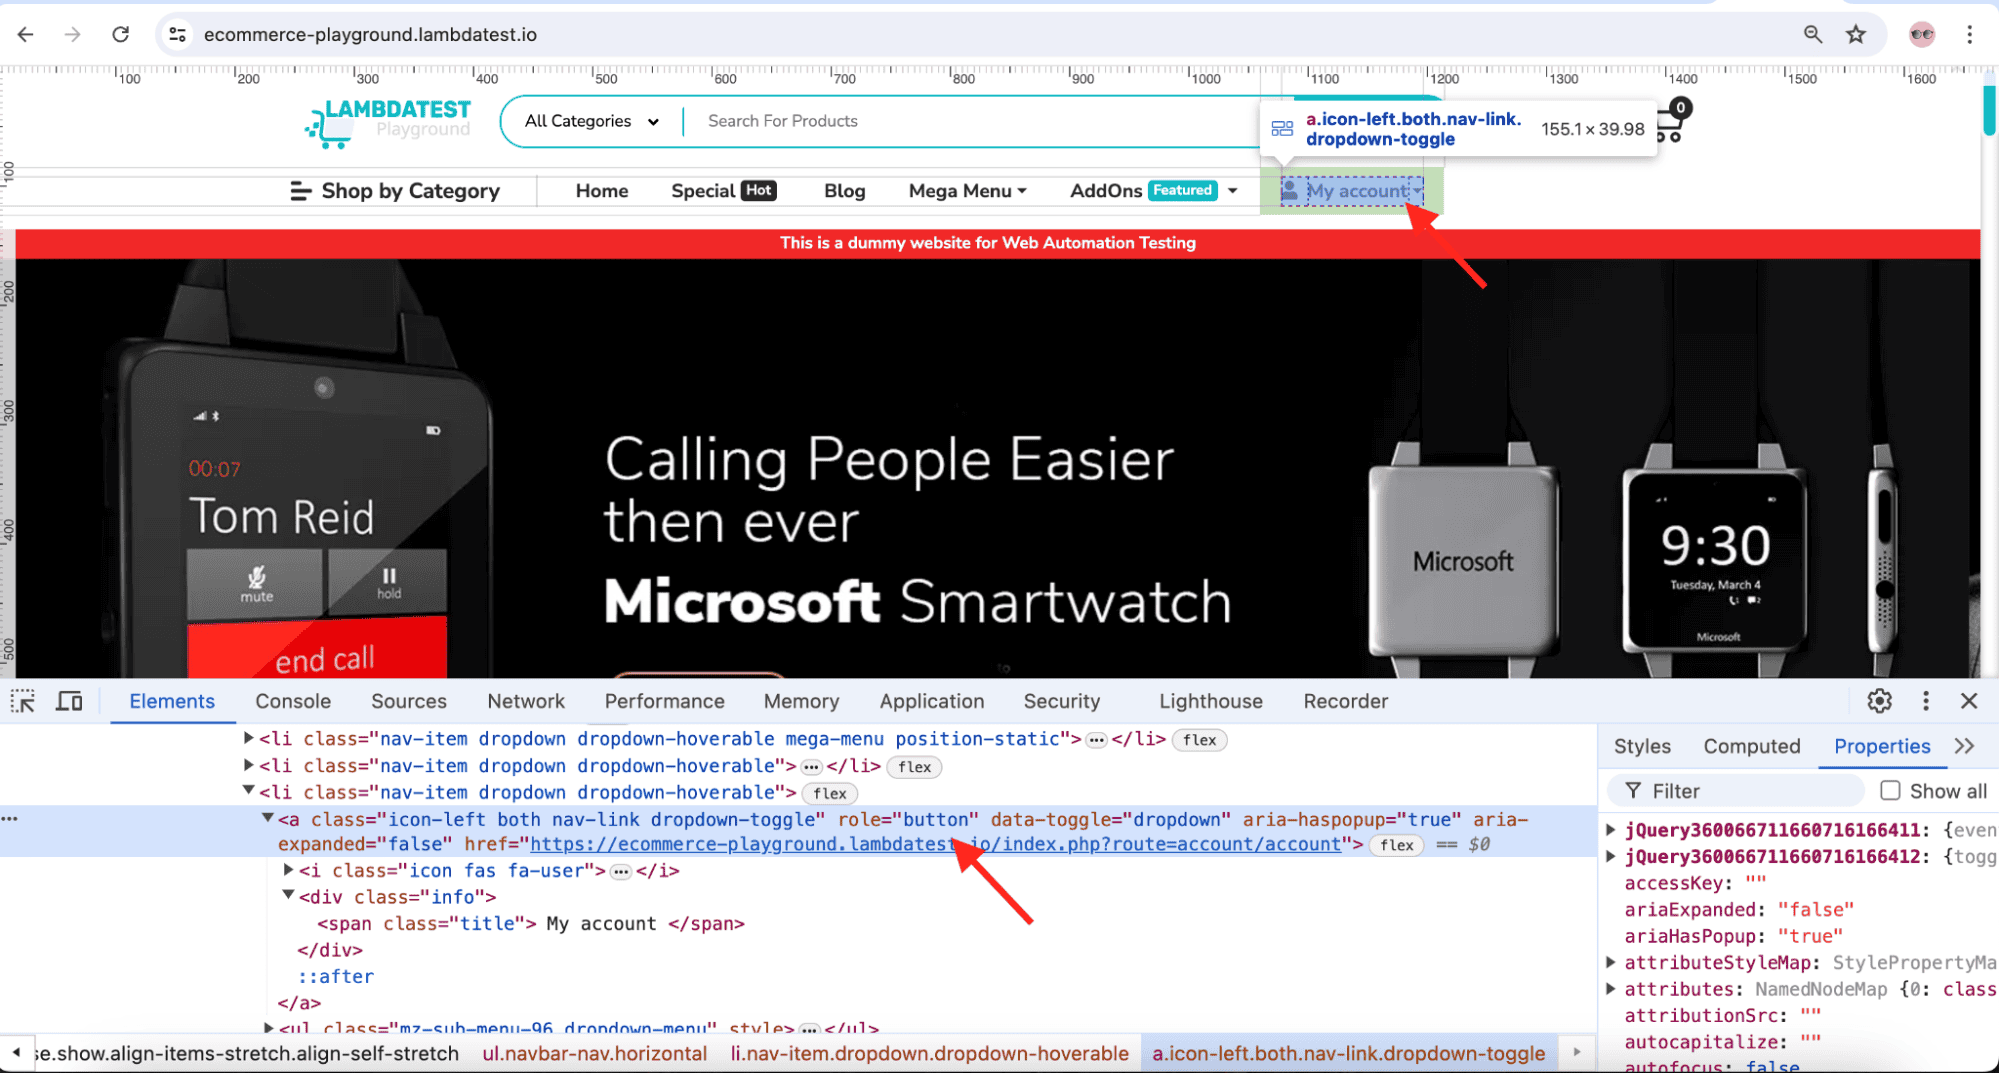 ecommerce-playground.lambdatest.io
100 200 300 400 500 600 700 800 900 1000 1100 1200 1300 1400 1500 1600
LAMBDATEST
Playground
All Categories
Search For Products
a.icon-left.both.nav-link.
dropdown-toggle
155.1 × 39.98
0
100
200
300
400
500
Shop by Category Home Special Hot Blog Mega Menu AddOns Featured My account
This is a dummy website for Web Automation Testing
00:07
Tom Reid
mute
hold
end call
Calling People Easier
then ever
Microsoft Smartwatch
Microsoft
9:30
Tuesday, March 4
Microsoft
Elements Console Sources Network Performance Memory Application Security Lighthouse Recorder
<li class="nav-item dropdown dropdown-hoverable mega-menu position-static">…</li> flex
<li class="nav-item dropdown dropdown-hoverable">…</li> flex
<li class="nav-item dropdown dropdown-hoverable"> flex
<a class="icon-left both nav-link dropdown-toggle" role="button" data-toggle="dropdown" aria-haspopup="true" aria-
expanded="false" href="https://ecommerce-playground.lambdatest.io/index.php?route=account/account"> flex == $0
<i class="icon fas fa-user">…</i>
<div class="info">
<span class="title"> My account </span>
</div>
::after
</a>
<ul class="mz-sub-menu-96 dropdown-menu" style>…</ul>
se.show.align-items-stretch.align-self-stretch ul.navbar-nav.horizontal li.nav-item.dropdown.dropdown-hoverable a.icon-left.both.nav-link.dropdown-toggle
Styles Computed Properties
Filter Show all
jQuery360066711660716166411: {even
jQuery360066711660716166412: {togg
accessKey: ""
ariaExpanded: "false"
ariaHasPopup: "true"
attributeStyleMap: StylePropertyMa
attributes: NamedNodeMap {0: class
attributionSrc: ""
autocapitalize: ""
autofocus: false